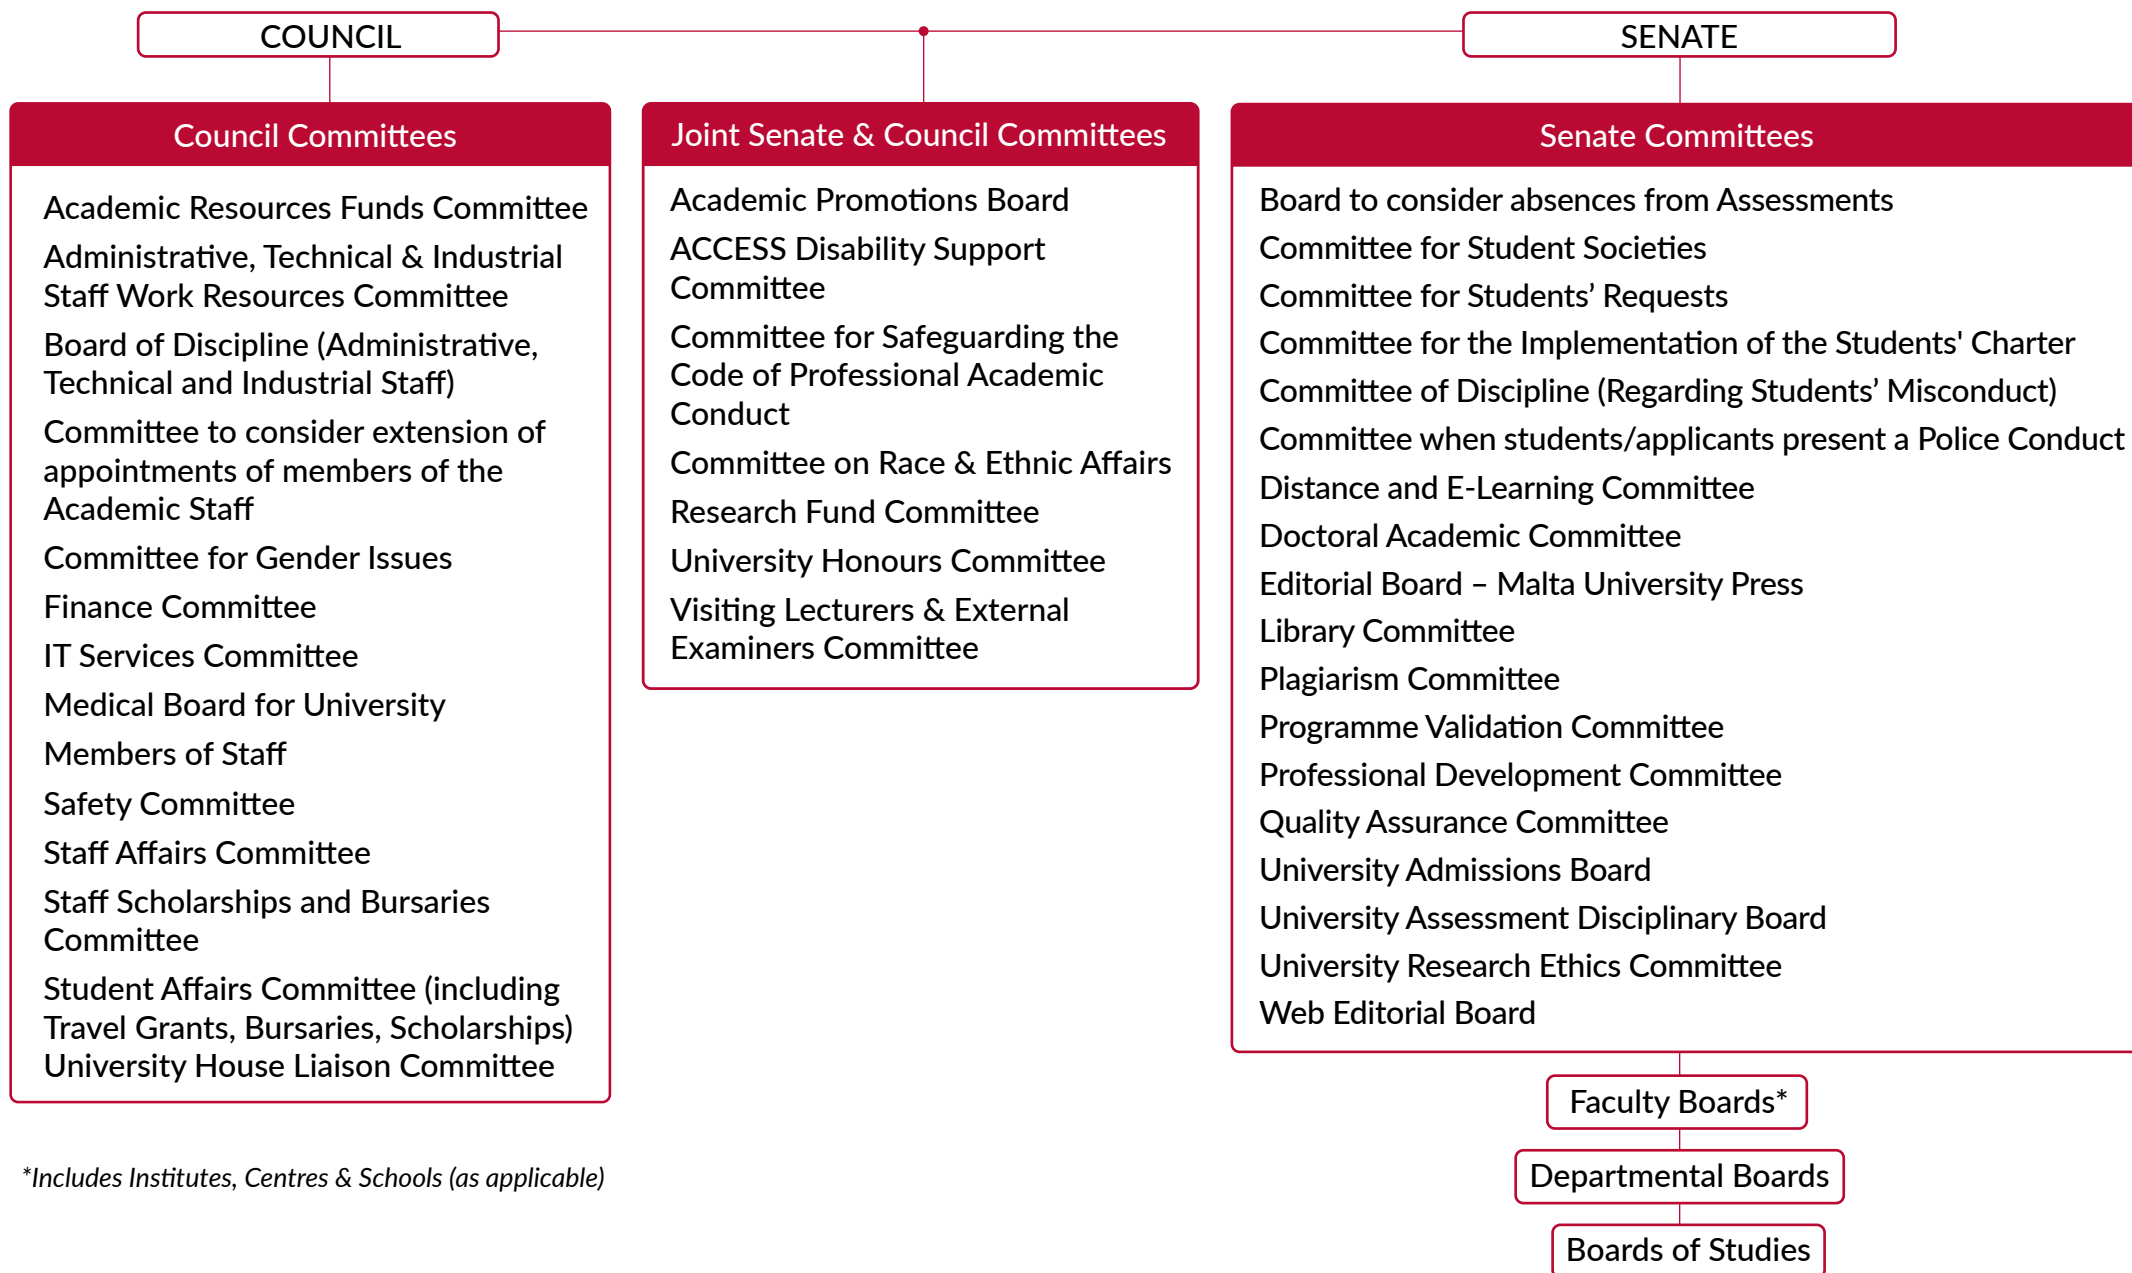 COUNCIL
SENATE
Council Committees
Academic Resources Funds Committee
Administrative, Technical & Industrial
Staff Work Resources Committee
Board of Discipline (Administrative,
Technical and Industrial Staff)
Committee to consider extension of
appointments of members of the
Academic Staff
Committee for Gender Issues
Finance Committee
IT Services Committee
Medical Board for University
Members of Staff
Safety Committee
Staff Affairs Committee
Staff Scholarships and Bursaries
Committee
Student Affairs Committee (including
Travel Grants, Bursaries, Scholarships)
University House Liaison Committee
Joint Senate & Council Committees
Academic Promotions Board
ACCESS Disability Support
Committee
Committee for Safeguarding the
Code of Professional Academic
Conduct
Committee on Race & Ethnic Affairs
Research Fund Committee
University Honours Committee
Visiting Lecturers & External
Examiners Committee
Senate Committees
Board to consider absences from Assessments
Committee for Student Societies
Committee for Students’ Requests
Committee for the Implementation of the Students' Charter
Committee of Discipline (Regarding Students’ Misconduct)
Committee when students/applicants present a Police Conduct
Distance and E-Learning Committee
Doctoral Academic Committee
Editorial Board – Malta University Press
Library Committee
Plagiarism Committee
Programme Validation Committee
Professional Development Committee
Quality Assurance Committee
University Admissions Board
University Assessment Disciplinary Board
University Research Ethics Committee
Web Editorial Board
Faculty Boards*
Departmental Boards
Boards of Studies
*Includes Institutes, Centres & Schools (as applicable)